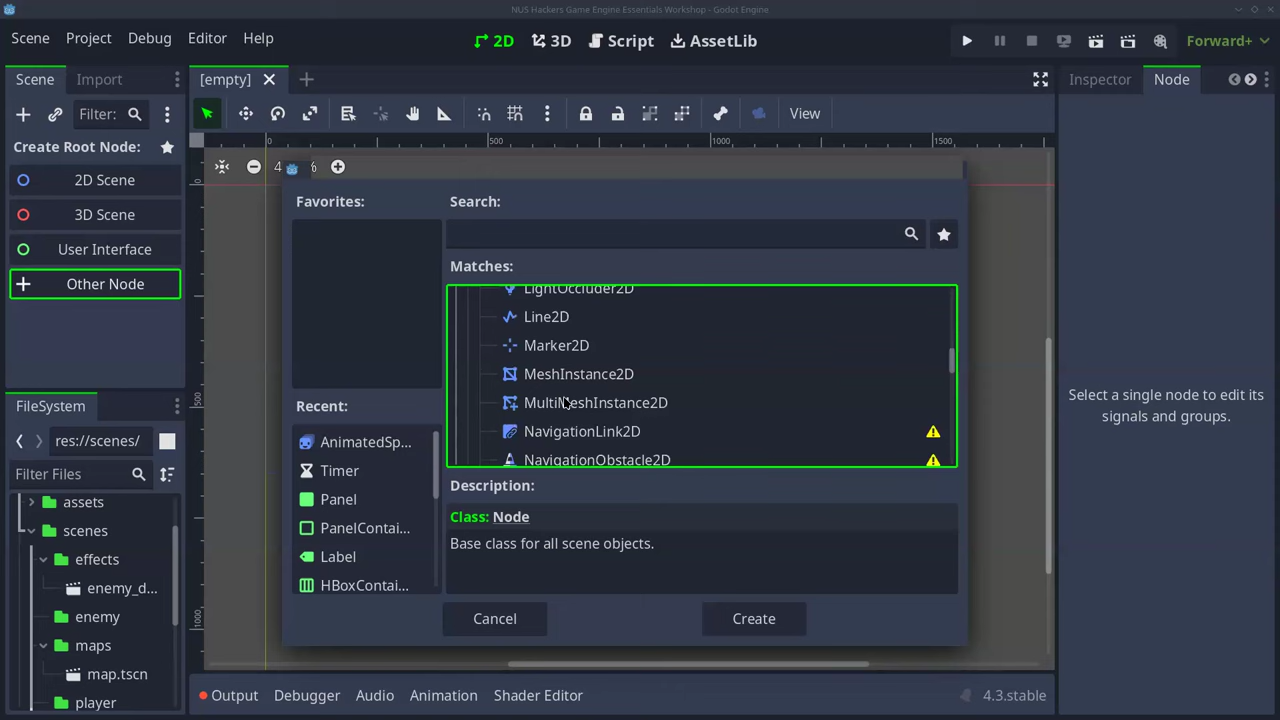 NUS Hackers Game Engine Essentials Workshop - Godot Engine
Scene Project Debug Editor Help
2D 3D Script AssetLib
Forward+
Scene Import
[empty]
Inspector Node
Filter:
View
Create Root Node:
2D Scene
3D Scene
User Interface
Other Node
0 500 1000 1500
4 %
0
500
1000
Favorites:
Search:
Matches:
LightOccluder2D
Line2D
Marker2D
MeshInstance2D
MultiMeshInstance2D
NavigationLink2D
NavigationObstacle2D
Recent:
AnimatedSp...
Timer
Panel
PanelContai...
Label
HBoxContai...
Description:
Class: Node
Base class for all scene objects.
Cancel Create
Select a single node to edit its
signals and groups.
FileSystem
res://scenes/
Filter Files
assets
scenes
effects
enemy_d...
enemy
maps
map.tscn
player
Output Debugger Audio Animation Shader Editor
4.3.stable